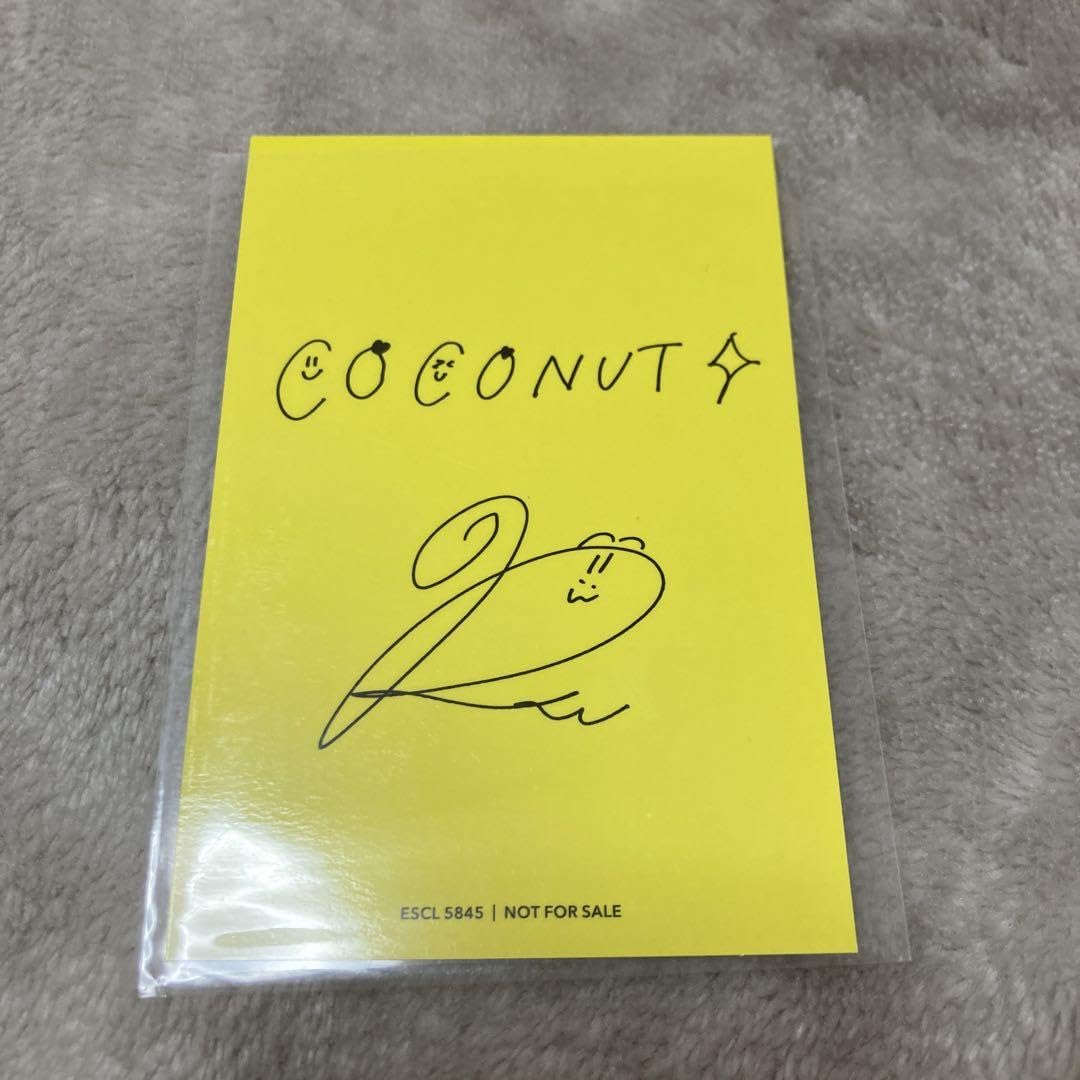 COCONUT
ESCL 5845 | NOT FOR SALE